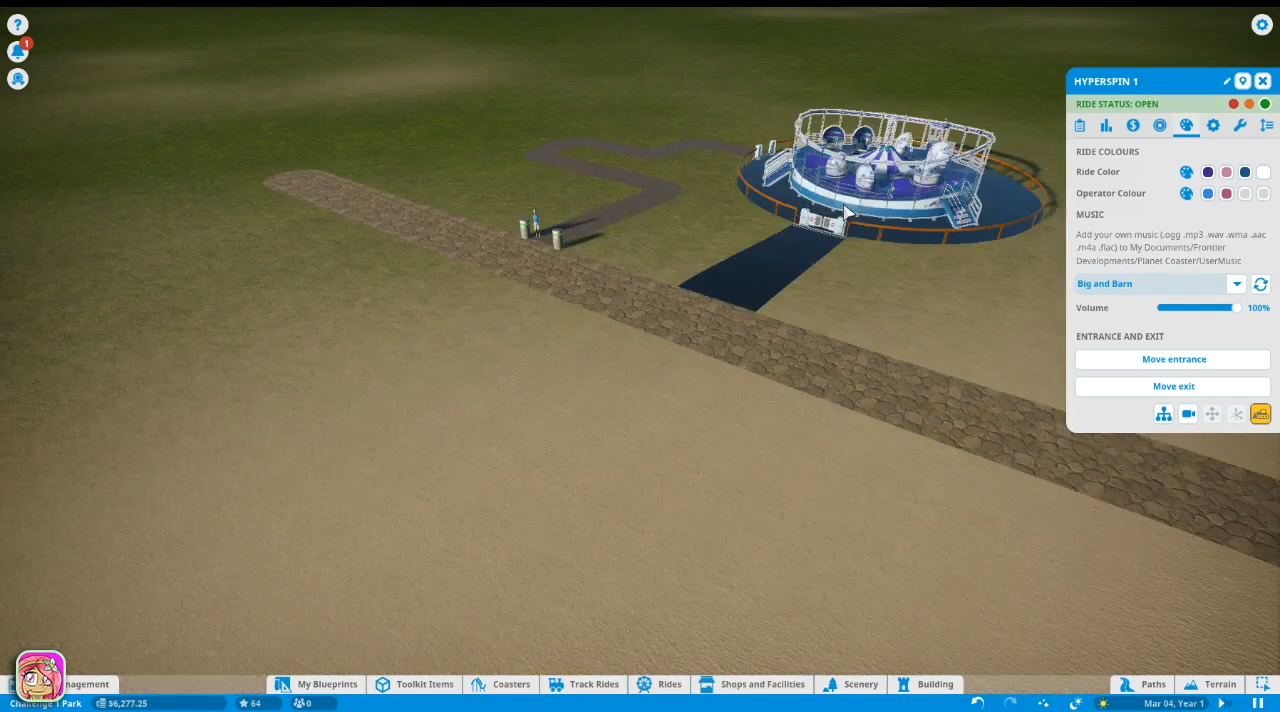 ?
1
HYPERSPIN 1
RIDE STATUS: OPEN
RIDE COLOURS
Ride Color
Operator Colour
MUSIC
Add your own music (.ogg .mp3 .wav .wma .aac
.m4a .flac) to My Documents/Frontier
Developments/Planet Coaster/UserMusic
Big and Barn
Volume 100%
ENTRANCE AND EXIT
Move entrance
Move exit
nagement My Blueprints Toolkit Items Coasters Track Rides Rides Shops and Facilities Scenery Building Paths Terrain
Challenge 1 Park $6,277.25 64 0 Mar 04, Year 1